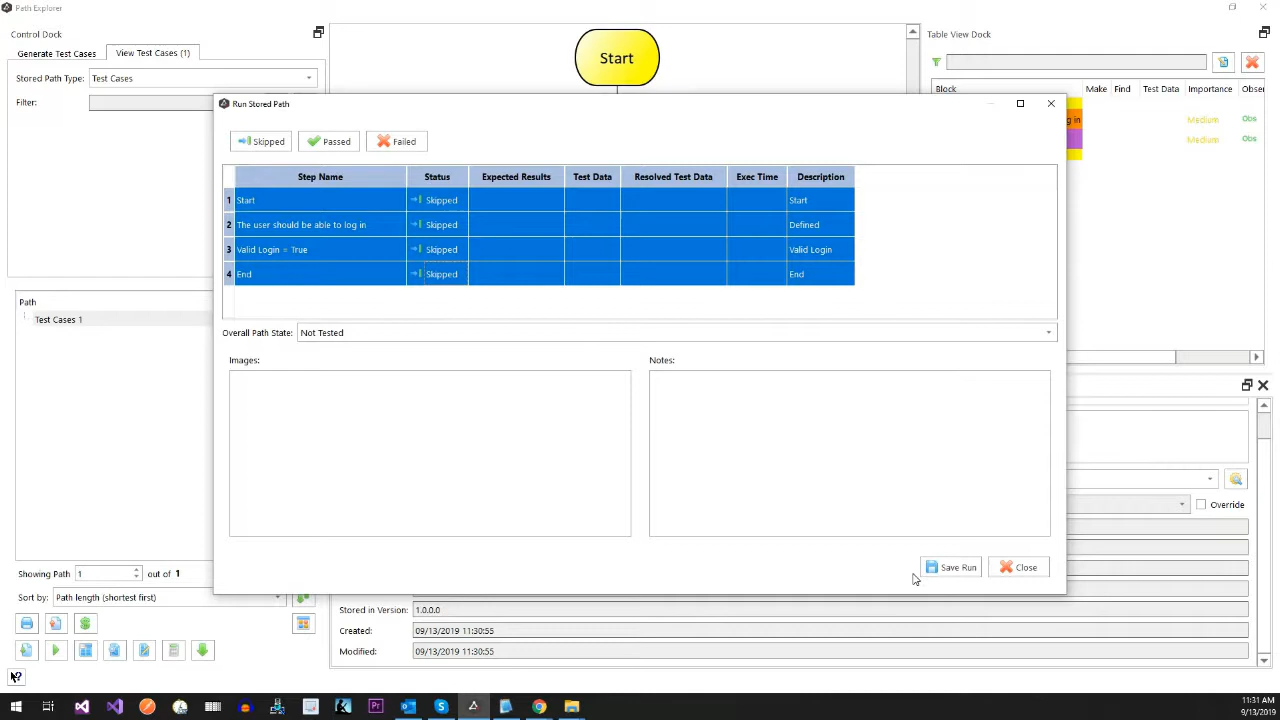 Path Explorer
Control Dock
Generate Test Cases
View Test Cases (1)
Stored Path Type:
Test Cases
Filter:
Start
Table View Dock
Block
Make
Find
Test Data
Importance
Obser
g in
Medium
Obs
Medium
Obs
Run Stored Path
Skipped
Passed
Failed
Step Name
Status
Expected Results
Test Data
Resolved Test Data
Exec Time
Description
1
Start
Skipped
Start
2
The user should be able to log in
Skipped
Defined
3
Valid Login = True
Skipped
Valid Login
4
End
Skipped
End
Overall Path State:
Not Tested
Images:
Notes:
Save Run
Close
Path
Test Cases 1
Showing Path
1
out of
1
Sort by:
Path length (shortest first)
Override
Stored in Version:
1.0.0.0
Created:
09/13/2019 11:30:55
Modified:
09/13/2019 11:30:55
11:31 AM
9/13/2019